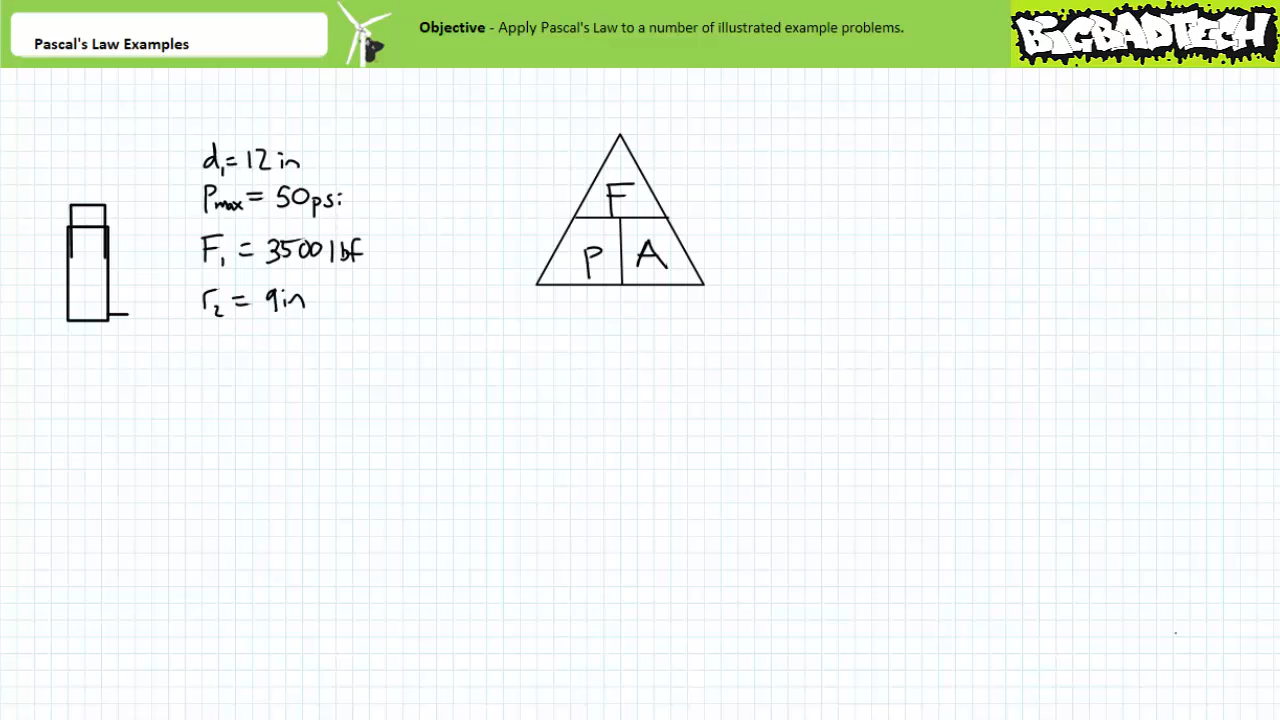 Pascal's Law Examples
Objective - Apply Pascal's Law to a number of illustrated example problems.
BIGBADTECH
d₁ = 12 in
Pmax = 50 psi
F₁ = 3500 lbf
r₂ = 9 in
F
P A